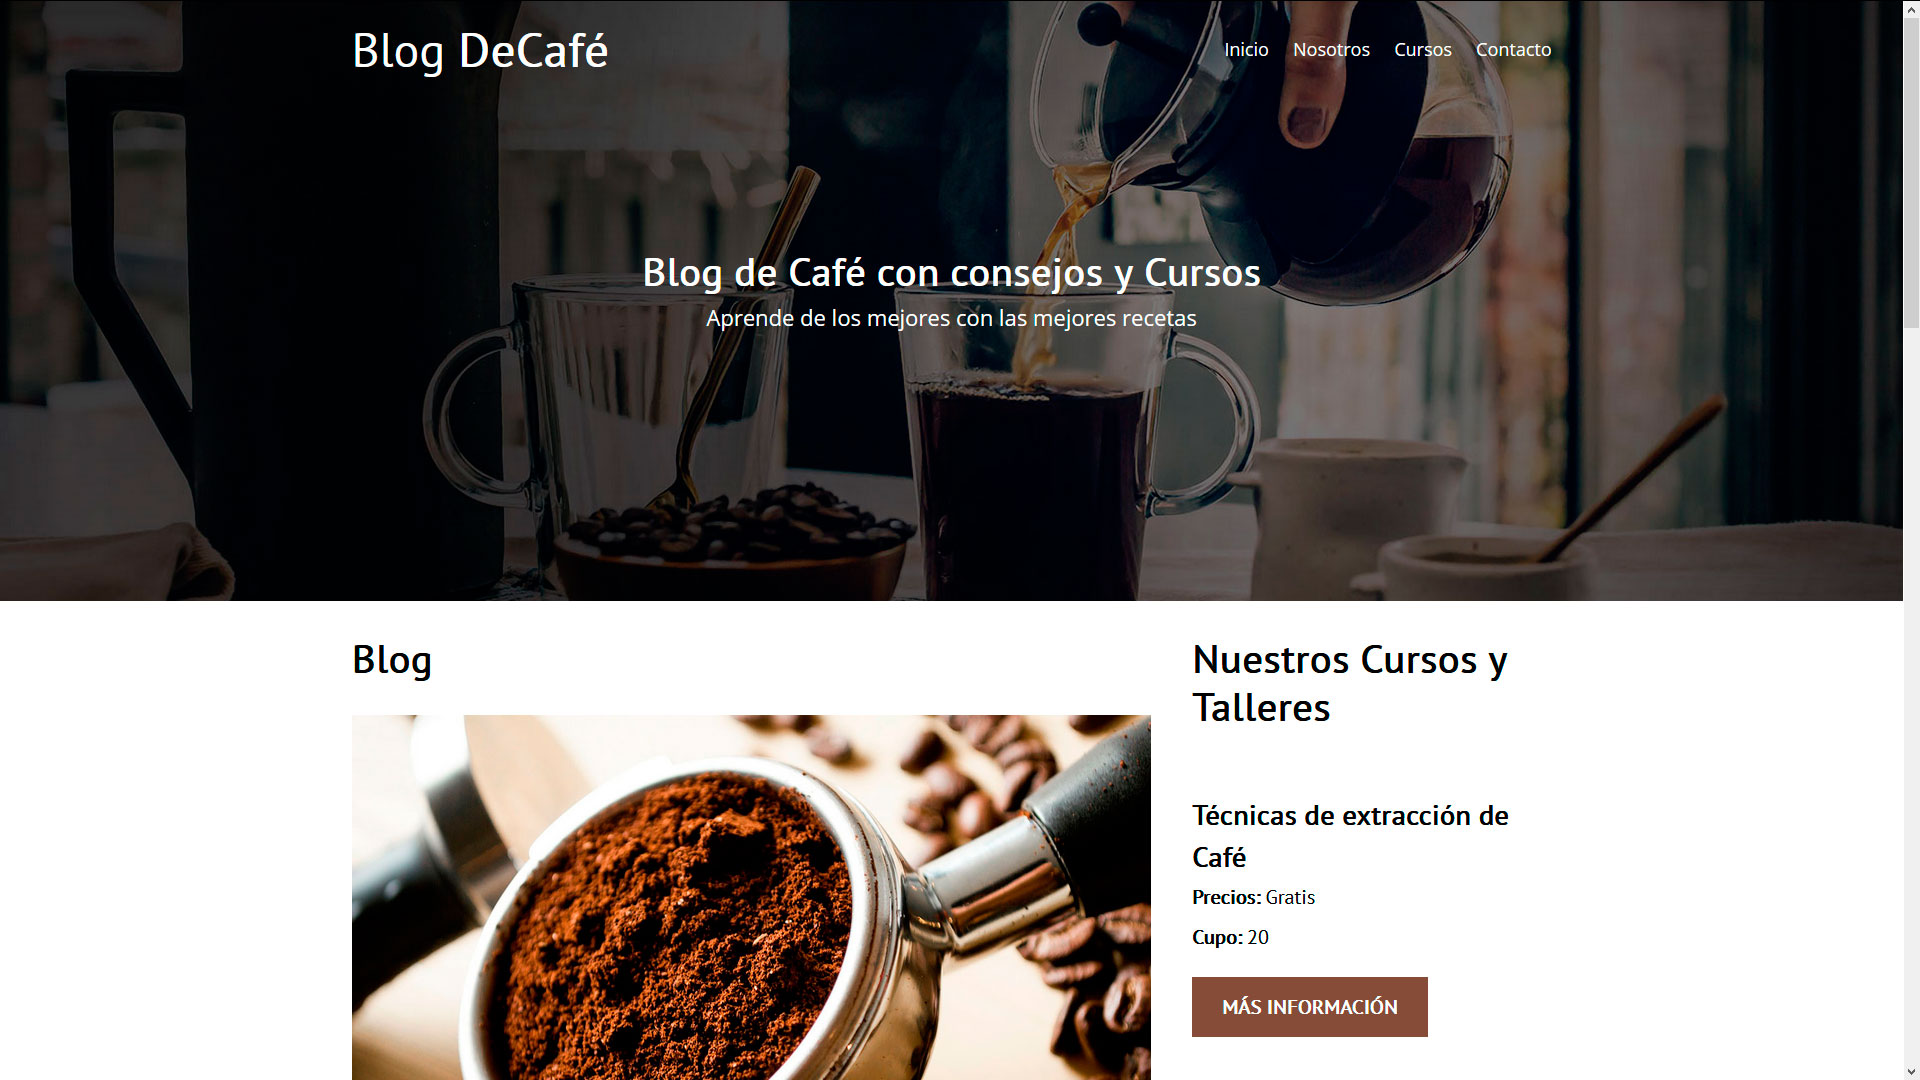 Blog DeCafé
Inicio Nosotros Cursos Contacto
Blog de Café con consejos y Cursos
Aprende de los mejores con las mejores recetas
Blog
Nuestros Cursos y
Talleres
Técnicas de extracción de
Café
Precios: Gratis
Cupo: 20
MÁS INFORMACIÓN